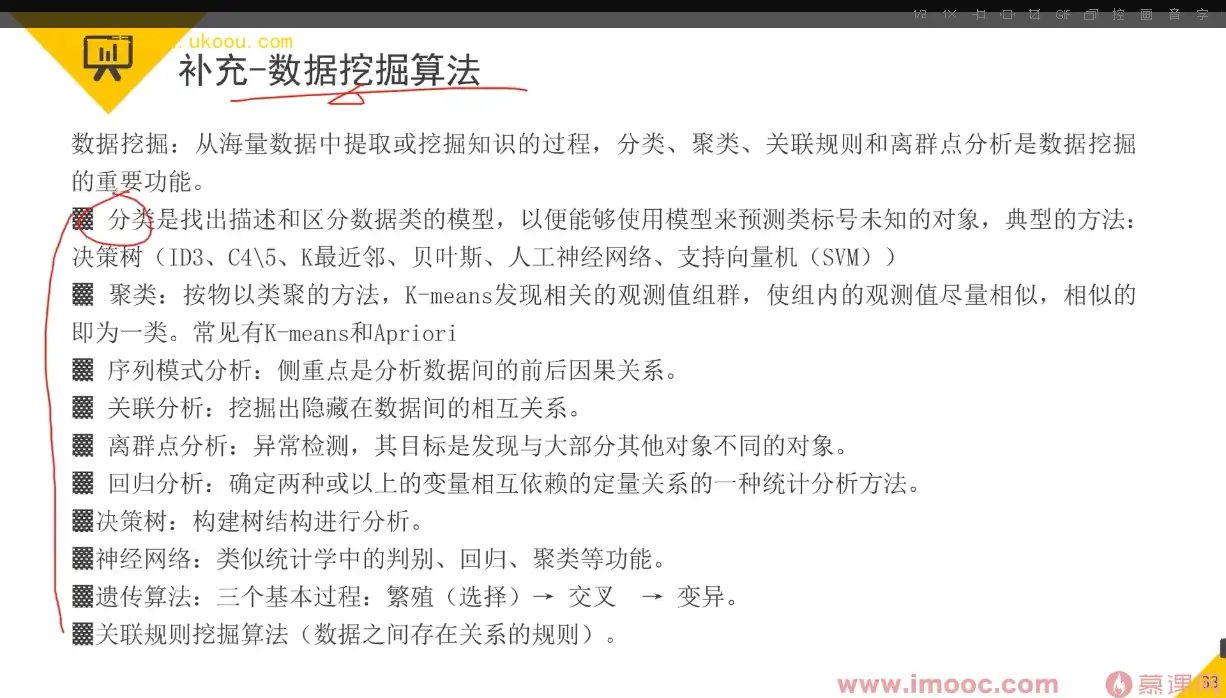 1/2 1× GIF 控 画 音 字
.ukoou.com
补充-数据挖掘算法
数据挖掘：从海量数据中提取或挖掘知识的过程，分类、聚类、关联规则和离群点分析是数据挖掘
的重要功能。
▓ 分类是找出描述和区分数据类的模型，以便能够使用模型来预测类标号未知的对象，典型的方法：
决策树（ID3、C4\5、K最近邻、贝叶斯、人工神经网络、支持向量机（SVM））
▓ 聚类：按物以类聚的方法，K-means发现相关的观测值组群，使组内的观测值尽量相似，相似的
即为一类。常见有K-means和Apriori
▓ 序列模式分析：侧重点是分析数据间的前后因果关系。
▓ 关联分析：挖掘出隐藏在数据间的相互关系。
▓ 离群点分析：异常检测，其目标是发现与大部分其他对象不同的对象。
▓ 回归分析：确定两种或以上的变量相互依赖的定量关系的一种统计分析方法。
▓决策树：构建树结构进行分析。
▓神经网络：类似统计学中的判别、回归、聚类等功能。
▓遗传算法：三个基本过程：繁殖（选择）→ 交叉 → 变异。
▓关联规则挖掘算法（数据之间存在关系的规则）。
www.imooc.com 慕课